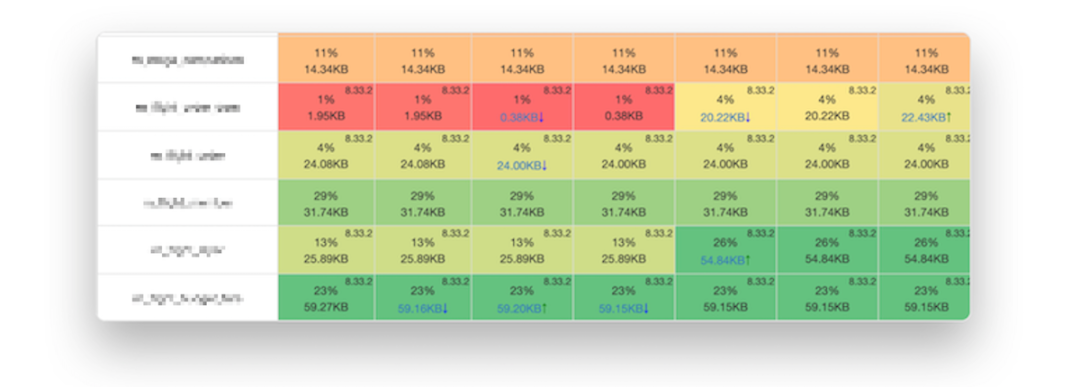 11% 11% 11% 11% 11% 11% 11%
14.34KB 14.34KB 14.34KB 14.34KB 14.34KB 14.34KB 14.34KB
8.33.2 8.33.2 8.33.2 8.33.2 8.33.2 8.33.2 8.33.2
1% 1% 1% 1% 4% 4% 4%
1.95KB 1.95KB 0.38KB↓ 0.38KB 20.22KB↓ 20.22KB 22.43KB↑
8.33.2 8.33.2 8.33.2 8.33.2 8.33.2 8.33.2 8.33.2
4% 4% 4% 4% 4% 4% 4%
24.08KB 24.08KB 24.00KB↓ 24.00KB 24.00KB 24.00KB 24.00KB
29% 29% 29% 29% 29% 29% 29%
31.74KB 31.74KB 31.74KB 31.74KB 31.74KB 31.74KB 31.74KB
8.33.2 8.33.2 8.33.2 8.33.2 8.33.2 8.33.2 8.33.2
13% 13% 13% 13% 26% 26% 26%
25.89KB 25.89KB 25.89KB 25.89KB 54.84KB↑ 54.84KB 54.84KB
8.33.2 8.33.2 8.33.2 8.33.2 8.33.2 8.33.2 8.33.2
23% 23% 23% 23% 23% 23% 23%
59.27KB 59.16KB↓ 59.20KB↑ 59.15KB↓ 59.15KB 59.15KB 59.15KB